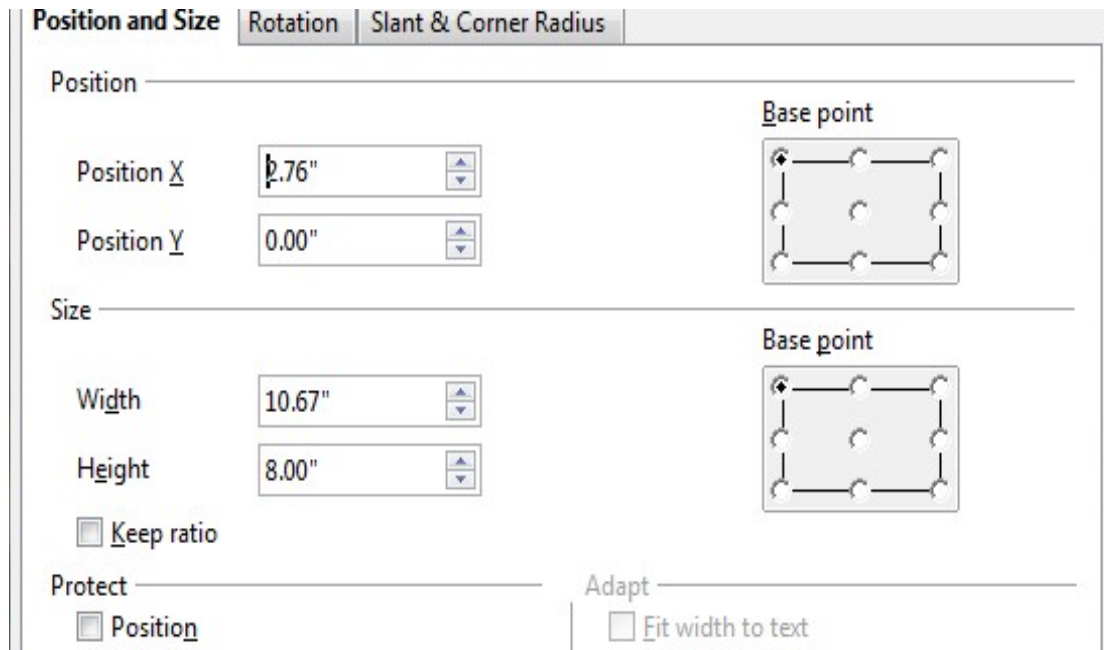 Position and Size Rotation Slant & Corner Radius
Position
Base point
Position X 2.76"
Position Y 0.00"
Size
Base point
Width 10.67"
Height 8.00"
Keep ratio
Protect Adapt
Position Fit width to text